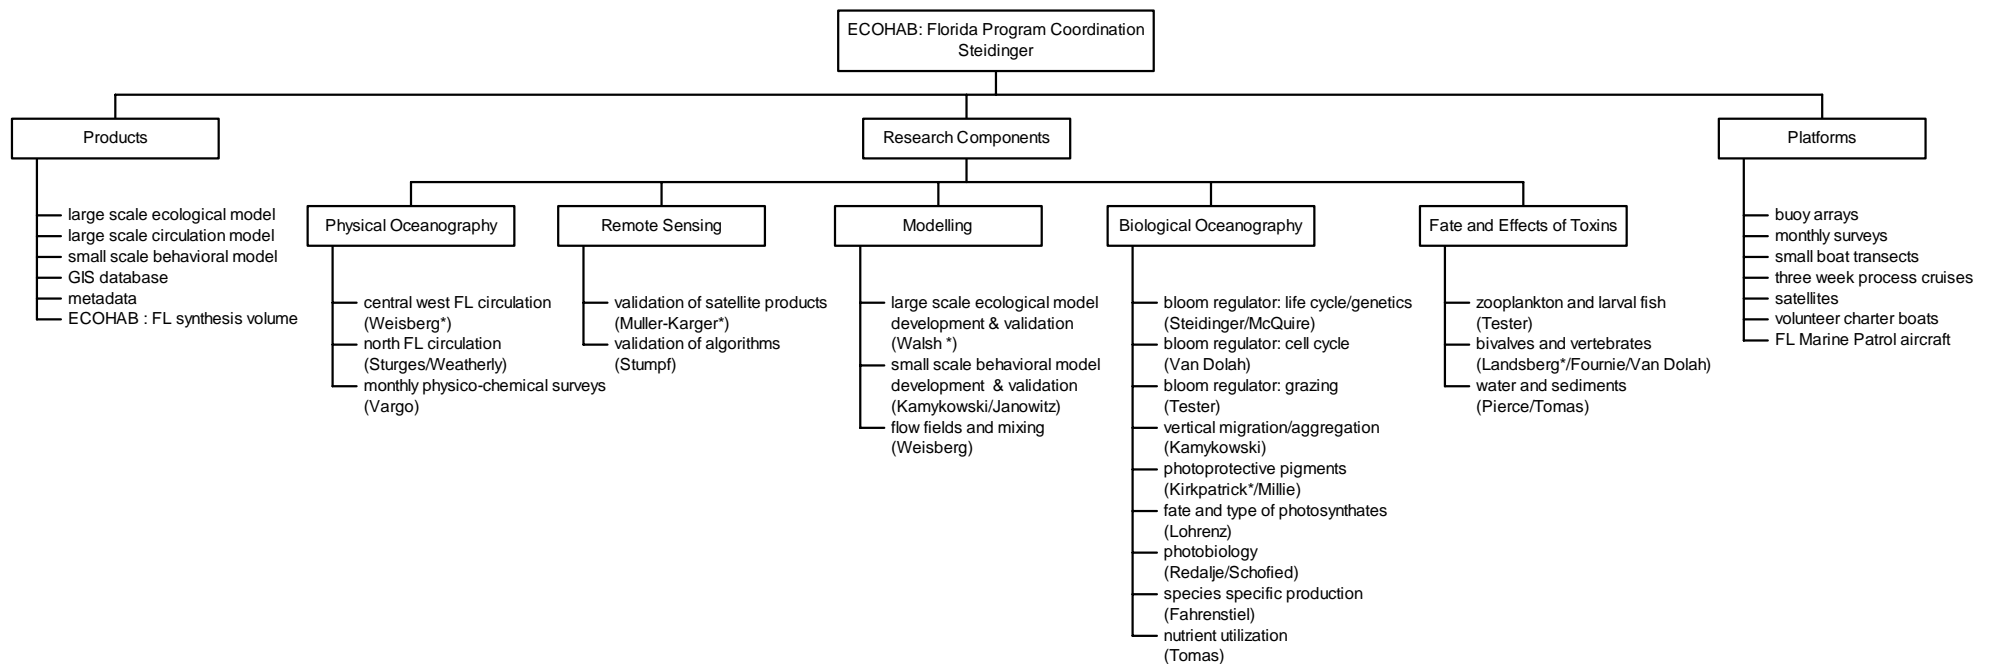 ECOHAB: Florida Program Coordination
Steidinger
Products
large scale ecological model
large scale circulation model
small scale behavioral model
GIS database
metadata
ECOHAB : FL synthesis volume
Research Components
Physical Oceanography
central west FL circulation
(Weisberg*)
north FL circulation
(Sturges/Weatherly)
monthly physico-chemical surveys
(Vargo)
Remote Sensing
validation of satellite products
(Muller-Karger*)
validation of algorithms
(Stumpf)
Modelling
large scale ecological model
development & validation
(Walsh *)
small scale behavioral model
development & validation
(Kamykowski/Janowitz)
flow fields and mixing
(Weisberg)
Biological Oceanography
bloom regulator: life cycle/genetics
(Steidinger/McQuire)
bloom regulator: cell cycle
(Van Dolah)
bloom regulator: grazing
(Tester)
vertical migration/aggregation
(Kamykowski)
photoprotective pigments
(Kirkpatrick*/Millie)
fate and type of photosynthates
(Lohrenz)
photobiology
(Redalje/Schofied)
species specific production
(Fahrenstiel)
nutrient utilization
(Tomas)
Fate and Effects of Toxins
zooplankton and larval fish
(Tester)
bivalves and vertebrates
(Landsberg*/Fournie/Van Dolah)
water and sediments
(Pierce/Tomas)
Platforms
buoy arrays
monthly surveys
small boat transects
three week process cruises
satellites
volunteer charter boats
FL Marine Patrol aircraft